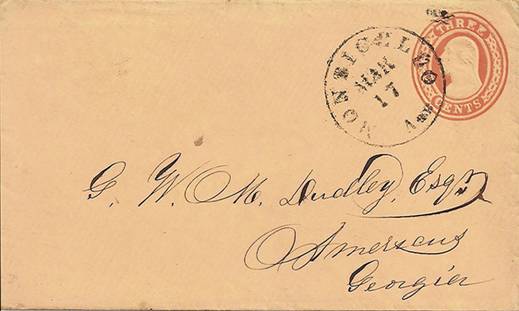 THREE
CENTS
MONTICELLO
MAR
17
G. W. M. Dudley, Esqr.
Americus
Georgia